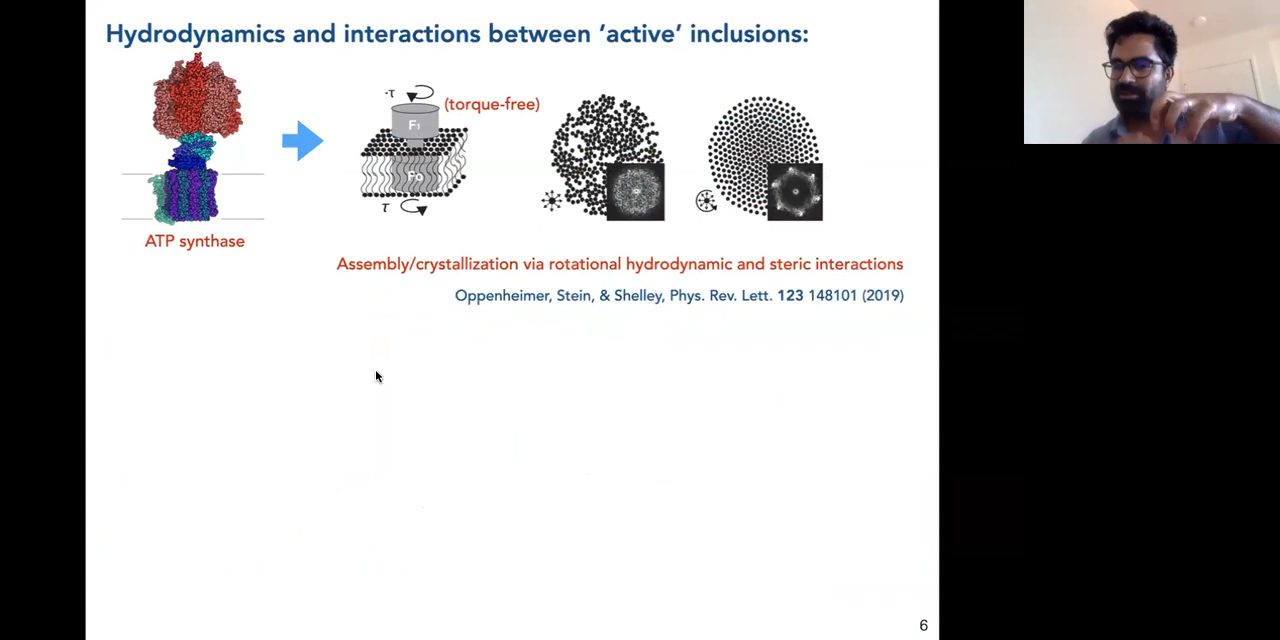 Hydrodynamics and interactions between ‘active’ inclusions:
-τ
(torque-free)
F₁
F₀
τ
ATP synthase
Assembly/crystallization via rotational hydrodynamic and steric interactions
Oppenheimer, Stein, & Shelley, Phys. Rev. Lett. 123 148101 (2019)
6